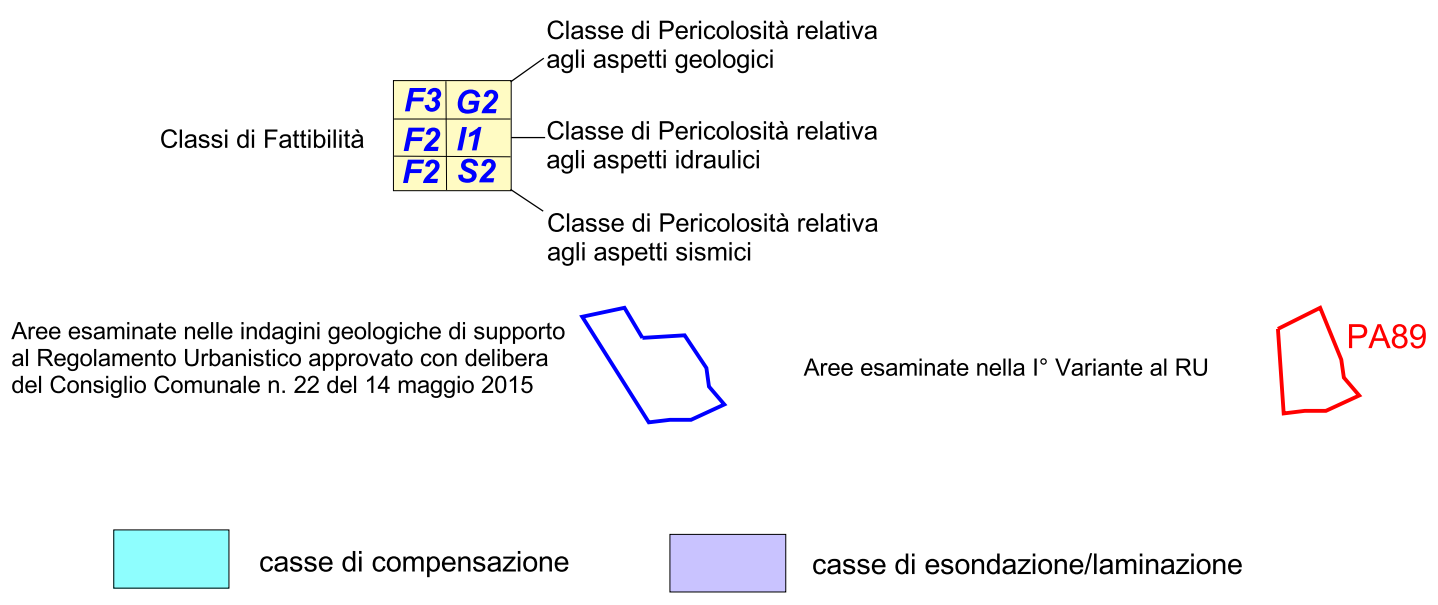 Classe di Pericolosità relativa
agli aspetti geologici
F3 G2
Classi di Fattibilità
F2 I1
Classe di Pericolosità relativa
agli aspetti idraulici
F2 S2
Classe di Pericolosità relativa
agli aspetti sismici
Aree esaminate nelle indagini geologiche di supporto
al Regolamento Urbanistico approvato con delibera
del Consiglio Comunale n. 22 del 14 maggio 2015
Aree esaminate nella I° Variante al RU
PA89
casse di compensazione
casse di esondazione/laminazione